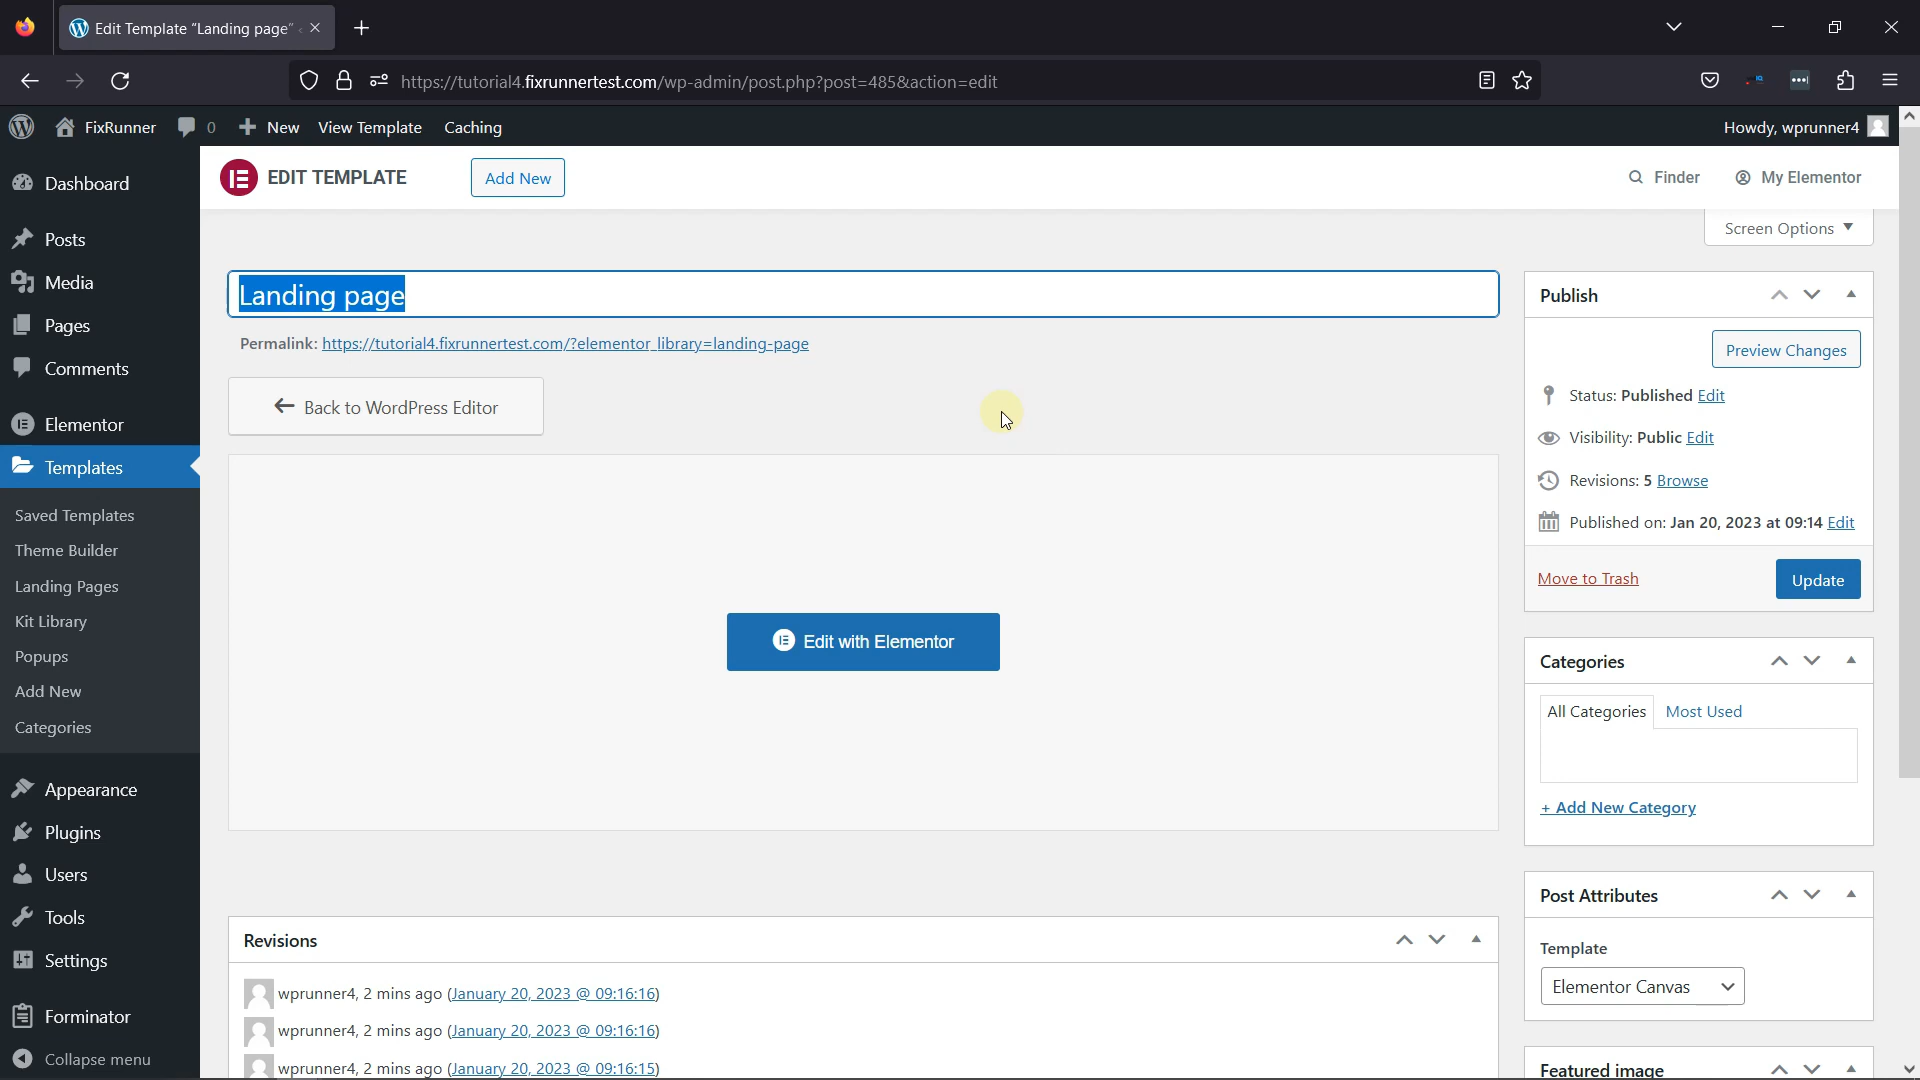 Edit Template "Landing page"
https://tutorial4.fixrunnertest.com/wp-admin/post.php?post=485&action=edit
FixRunner
0
New
View Template
Caching
Howdy, wprunner4
EDIT TEMPLATE
Add New
Finder
My Elementor
Screen Options
Dashboard
Posts
Media
Pages
Comments
Elementor
Templates
Saved Templates
Theme Builder
Landing Pages
Kit Library
Popups
Add New
Categories
Appearance
Plugins
Users
Tools
Settings
Forminator
Collapse menu
Landing page
Permalink: https://tutorial4.fixrunnertest.com/?elementor_library=landing-page
Back to WordPress Editor
Edit with Elementor
Revisions
wprunner4, 2 mins ago (January 20, 2023 @ 09:16:16)
wprunner4, 2 mins ago (January 20, 2023 @ 09:16:16)
wprunner4, 2 mins ago (January 20, 2023 @ 09:16:15)
Publish
Preview Changes
Status: Published Edit
Visibility: Public Edit
Revisions: 5 Browse
Published on: Jan 20, 2023 at 09:14 Edit
Move to Trash
Update
Categories
All Categories
Most Used
+ Add New Category
Post Attributes
Template
Elementor Canvas
Featured image